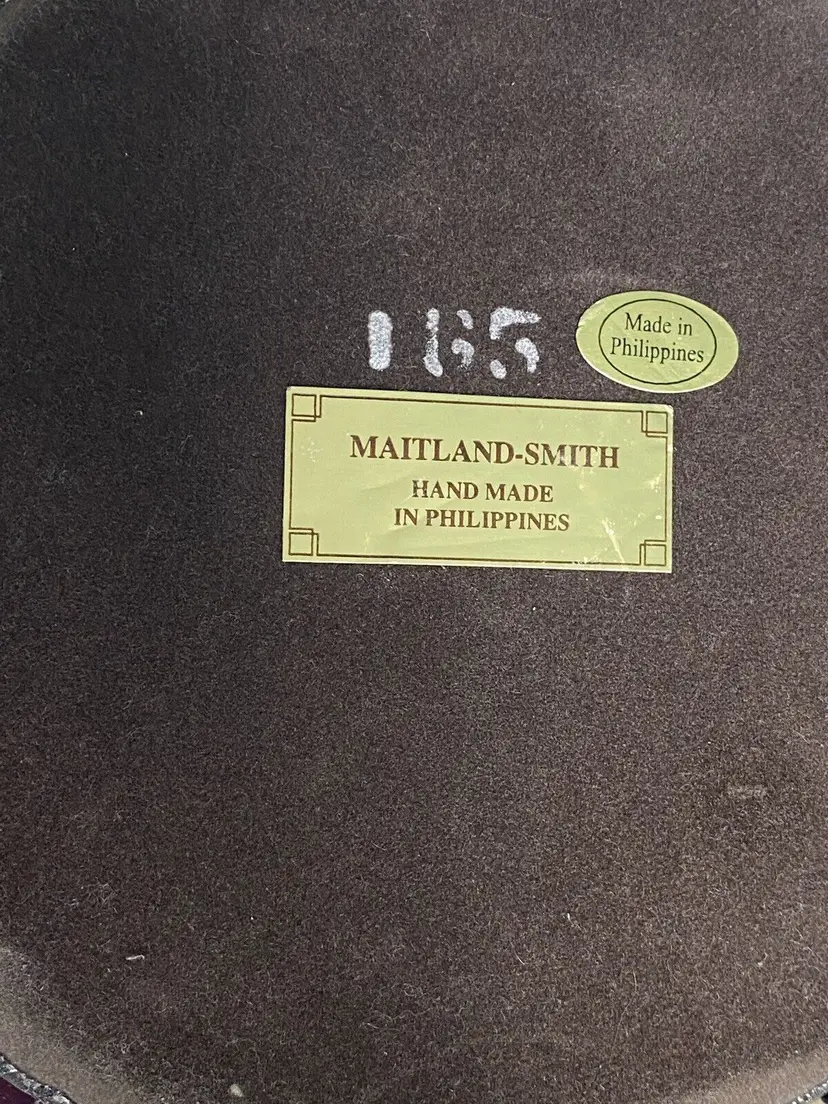 165
Made in
Philippines
MAITLAND-SMITH
HAND MADE
IN PHILIPPINES